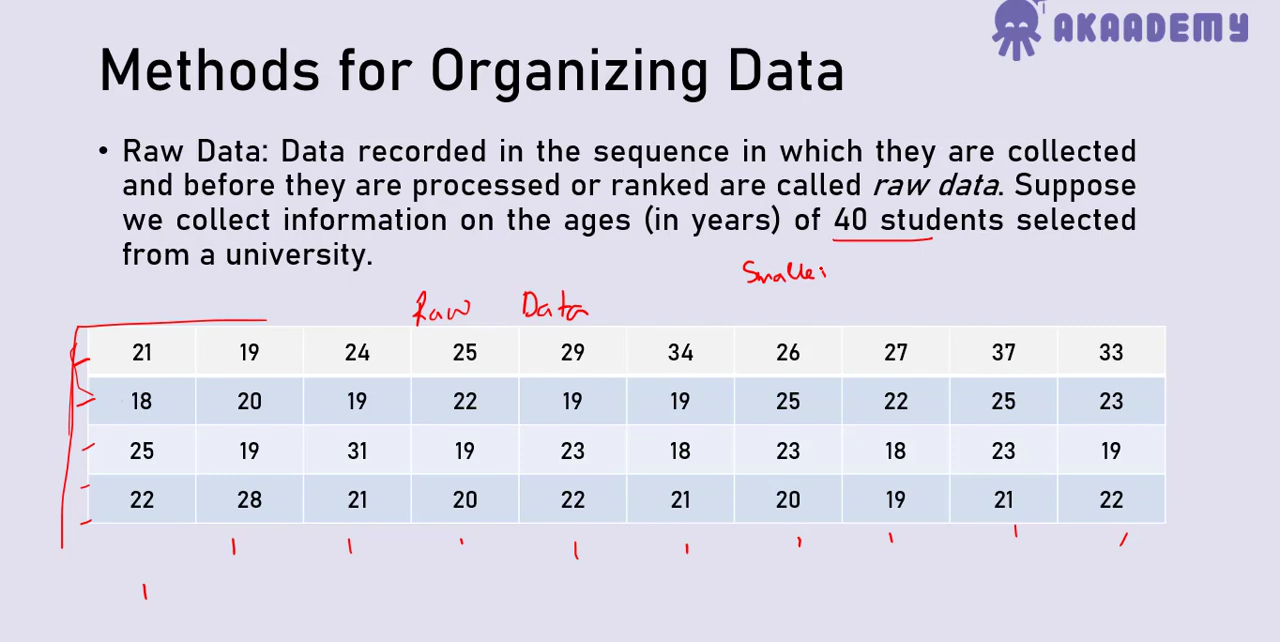 AKAADEMY
Methods for Organizing Data
• Raw Data: Data recorded in the sequence in which they are collected
and before they are processed or ranked are called raw data. Suppose
we collect information on the ages (in years) of 40 students selected
from a university.
Raw Data
21 19 24 25 29 34 26 27 37 33
18 20 19 22 19 19 25 22 25 23
25 19 31 19 23 18 23 18 23 19
22 28 21 20 22 21 20 19 21 22